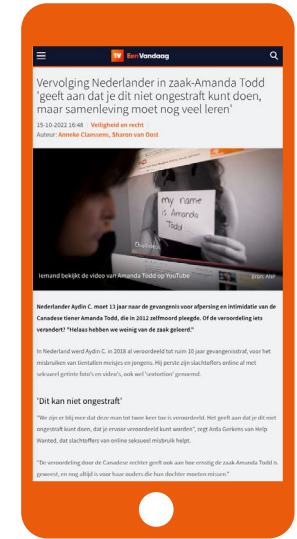 1V EenVandaag
Vervolging Nederlander in zaak-Amanda Todd
'geeft aan dat je dit niet ongestraft kunt doen,
maar samenleving moet nog veel leren'
15-10-2022 16:48 | Veiligheid en recht |
Auteur: Anneke Claessens, Sharon van Oost
my name
is Amanda
Todd
Iemand bekijkt de video van Amanda Todd op YouTube
Bron: ANP
Nederlander Aydin C. moet 13 jaar naar de gevangenis voor afpersing en intimidatie van de
Canadese tiener Amanda Todd, die in 2012 zelfmoord pleegde. Of de veroordeling iets
verandert? "Helaas hebben we weinig van de zaak geleerd."
In Nederland werd Aydin C. in 2018 al veroordeeld tot ruim 10 jaar gevangenisstraf, voor het
misbruiken van tientallen meisjes en jongens. Hij perste zijn slachtoffers online af met
seksueel getinte foto's en video's, ook wel 'sextortion' genoemd.
'Dit kan niet ongestraft'
"We zijn er blij mee dat deze man tot twee keer toe is veroordeeld. Het geeft aan dat je dit niet
ongestraft kunt doen, dat je ervoor veroordeeld kunt worden", zegt Arda Gerkens van Help
Wanted, dat slachtoffers van online seksueel misbruik helpt.
"De veroordeling door de Canadese rechter geeft ook aan hoe ernstig de zaak-Amanda Todd is
geweest, en nog altijd is voor haar ouders die hun dochter moeten missen."